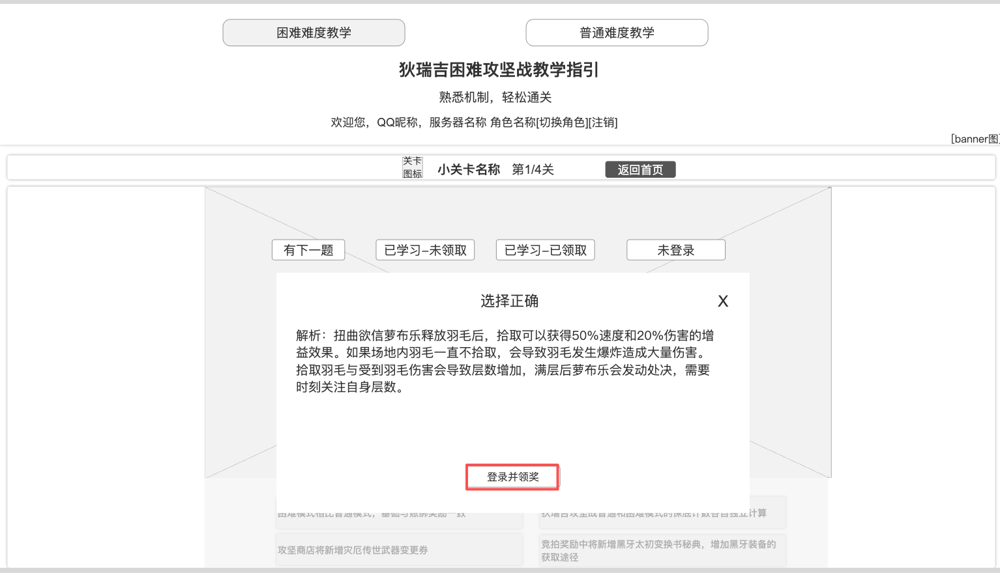 困难难度教学
普通难度教学
狄瑞吉困难攻坚战教学指引
熟悉机制，轻松通关
欢迎您，QQ昵称，服务器名称 角色名称[切换角色][注销]
[banner图]
关卡
图标
小关卡名称 第1/4关
返回首页
有下一题
已学习-未领取
已学习-已领取
未登录
选择正确
X
解析：扭曲欲信萝布乐释放羽毛后，拾取可以获得50%速度和20%伤害的增
益效果。如果场地内羽毛一直不拾取，会导致羽毛发生爆炸造成大量伤害。
拾取羽毛与受到羽毛伤害会导致层数增加，满层后萝布乐会发动处决，需要
时刻关注自身层数。
登录并领奖
困难模式相比普通模式，基础与账绑奖励一致
狄瑞吉攻坚战普通和困难模式的保底计数各自独立计算
攻坚商店将新增灾厄传世武器变更券
竞拍奖励中将新增黑牙太初变换书秘典，增加黑牙装备的
获取途径